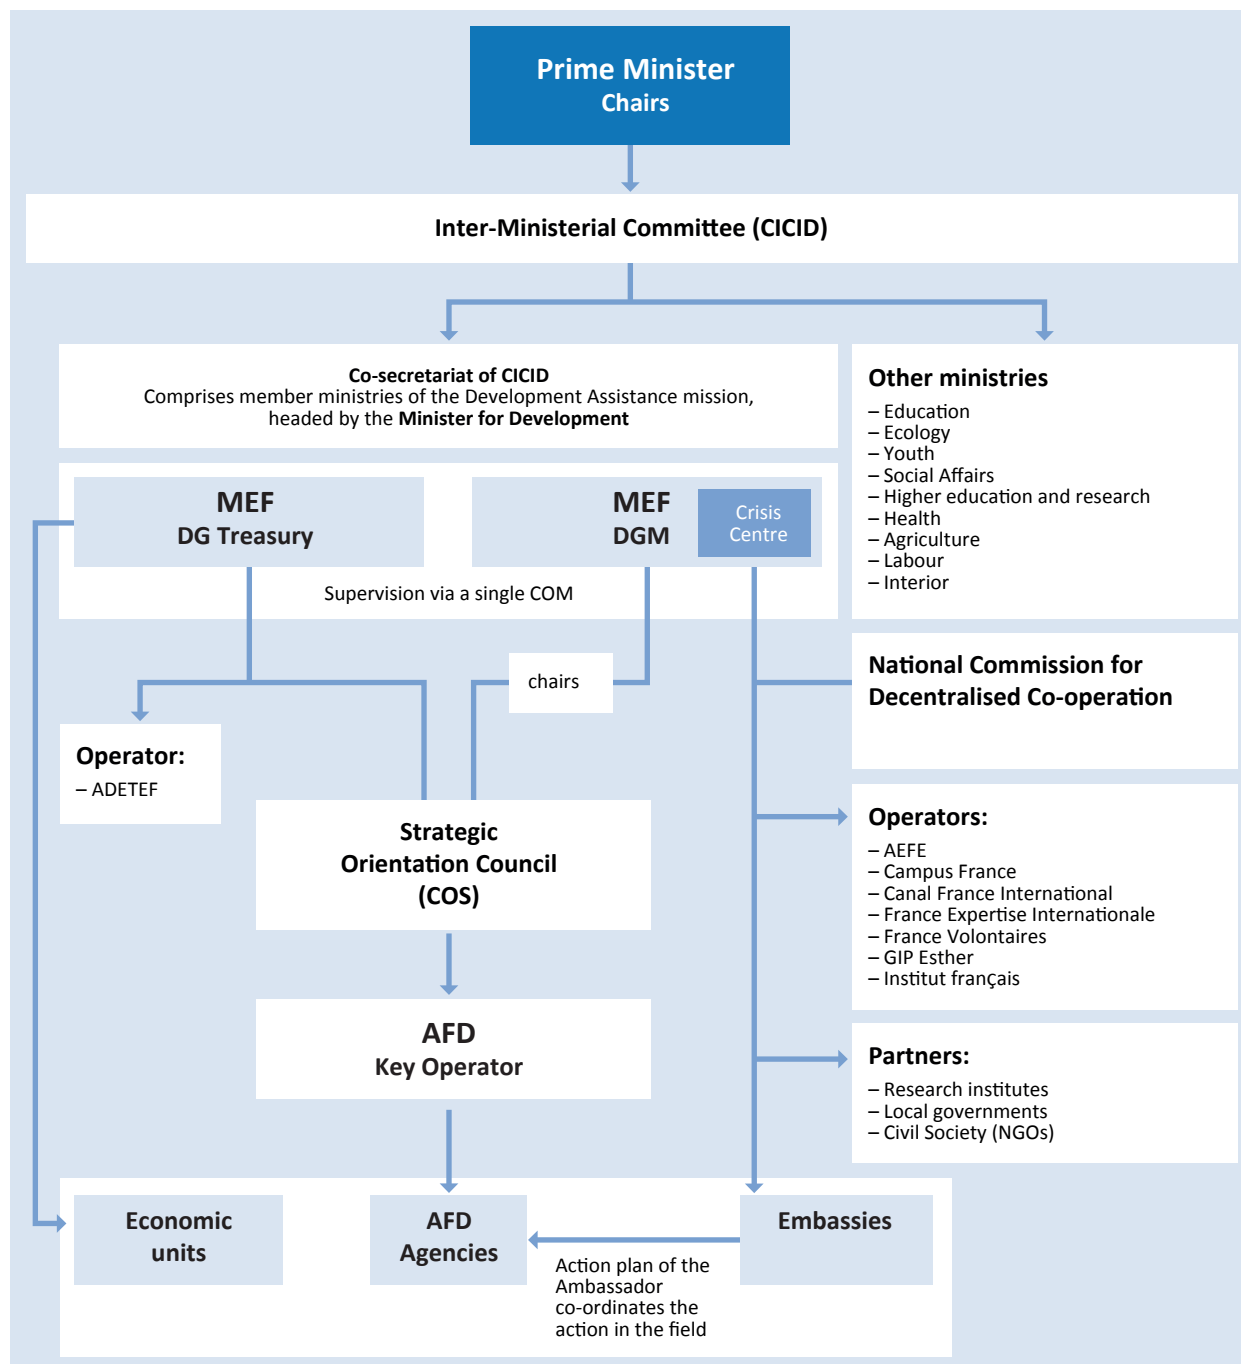 Prime Minister
Chairs
Inter-Ministerial Committee (CICID)
Co-secretariat of CICID
Comprises member ministries of the Development Assistance mission,
headed by the Minister for Development
Other ministries
– Education
– Ecology
– Youth
– Social Affairs
– Higher education and research
– Health
– Agriculture
– Labour
– Interior
MEF
DG Treasury
MEF
DGM
Crisis
Centre
Supervision via a single COM
chairs
National Commission for
Decentralised Co-operation
Operator:
– ADETEF
Strategic
Orientation Council
(COS)
Operators:
– AEFE
– Campus France
– Canal France International
– France Expertise Internationale
– France Volontaires
– GIP Esther
– Institut français
AFD
Key Operator
Partners:
– Research institutes
– Local governments
– Civil Society (NGOs)
Economic
units
AFD
Agencies
Embassies
Action plan of the
Ambassador
co-ordinates the
action in the field